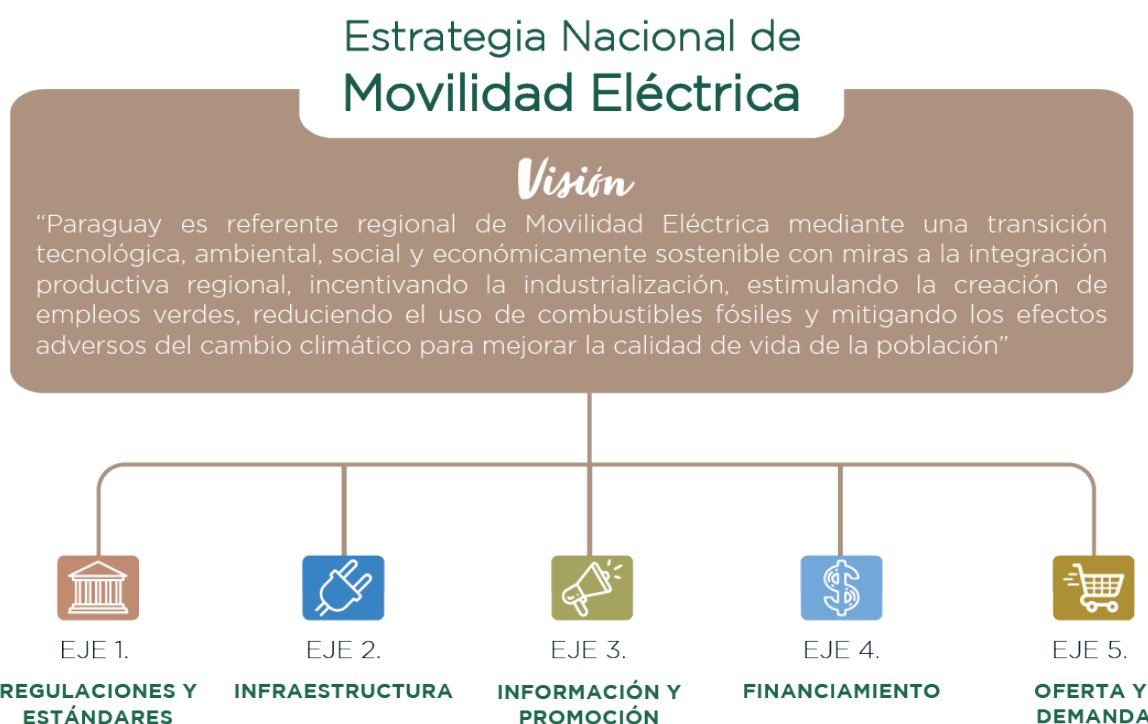 Estrategia Nacional de
Movilidad Eléctrica
Visión
“Paraguay es referente regional de Movilidad Eléctrica mediante una transición
tecnológica, ambiental, social y económicamente sostenible con miras a la integración
productiva regional, incentivando la industrialización, estimulando la creación de
empleos verdes, reduciendo el uso de combustibles fósiles y mitigando los efectos
adversos del cambio climático para mejorar la calidad de vida de la población”
EJE 1.
REGULACIONES Y
ESTÁNDARES
EJE 2.
INFRAESTRUCTURA
EJE 3.
INFORMACIÓN Y
PROMOCIÓN
EJE 4.
FINANCIAMIENTO
EJE 5.
OFERTA Y
DEMANDA